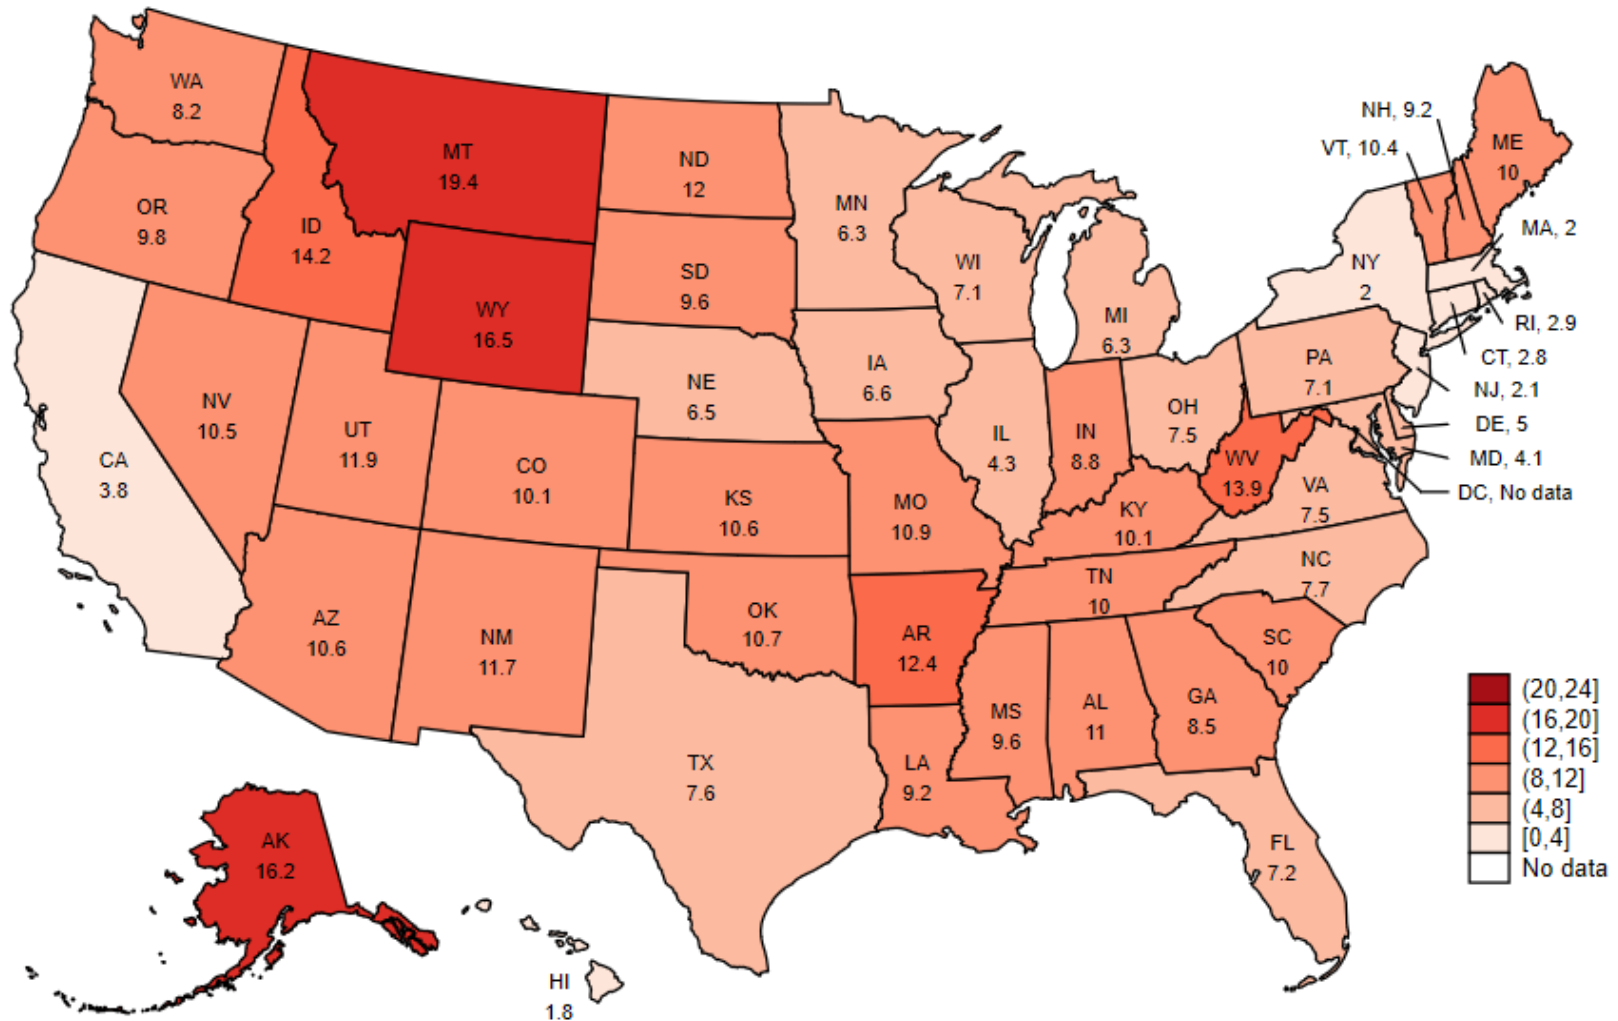 WA
8.2
OR
9.8
CA
3.8
ID
14.2
NV
10.5
MT
19.4
WY
16.5
UT
11.9
CO
10.1
AZ
10.6
NM
11.7
ND
12
SD
9.6
NE
6.5
KS
10.6
OK
10.7
TX
7.6
MN
6.3
IA
6.6
MO
10.9
AR
12.4
LA
9.2
WI
7.1
IL
4.3
MI
6.3
IN
8.8
OH
7.5
KY
10.1
TN
10
MS
9.6
AL
11
GA
8.5
FL
7.2
SC
10
NC
7.7
VA
7.5
WV
13.9
PA
7.1
NY
2
ME
10
NH, 9.2
VT, 10.4
MA, 2
RI, 2.9
CT, 2.8
NJ, 2.1
DE, 5
MD, 4.1
DC, No data
AK
16.2
HI
1.8
(20,24]
(16,20]
(12,16]
(8,12]
(4,8]
[0,4]
No data